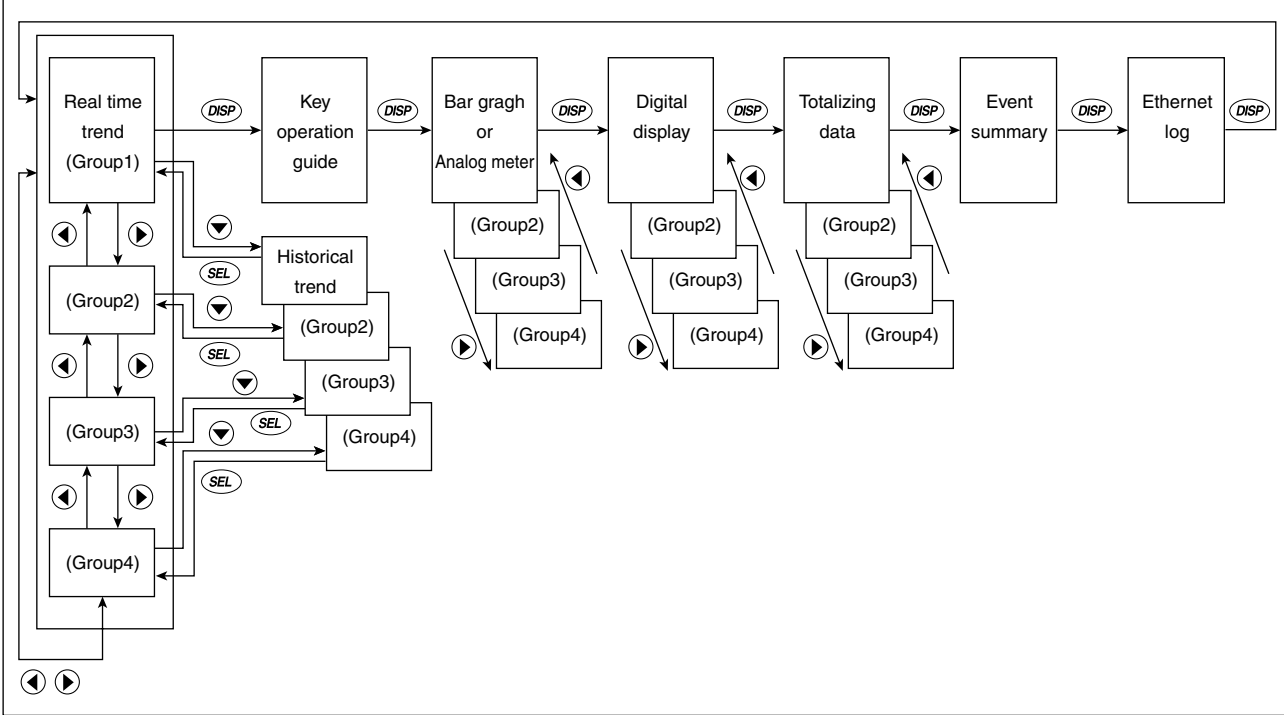 Real time
trend
(Group1)
DISP
Key
operation
guide
DISP
Bar gragh
or
Analog meter
DISP
Digital
display
DISP
Totalizing
data
DISP
Event
summary
DISP
Ethernet
log
DISP
(Group2)
(Group3)
(Group4)
(Group2)
(Group3)
(Group4)
(Group2)
(Group3)
(Group4)
SEL
Historical
trend
(Group2)
SEL
(Group2)
(Group3)
SEL
(Group3)
(Group4)
SEL
(Group4)